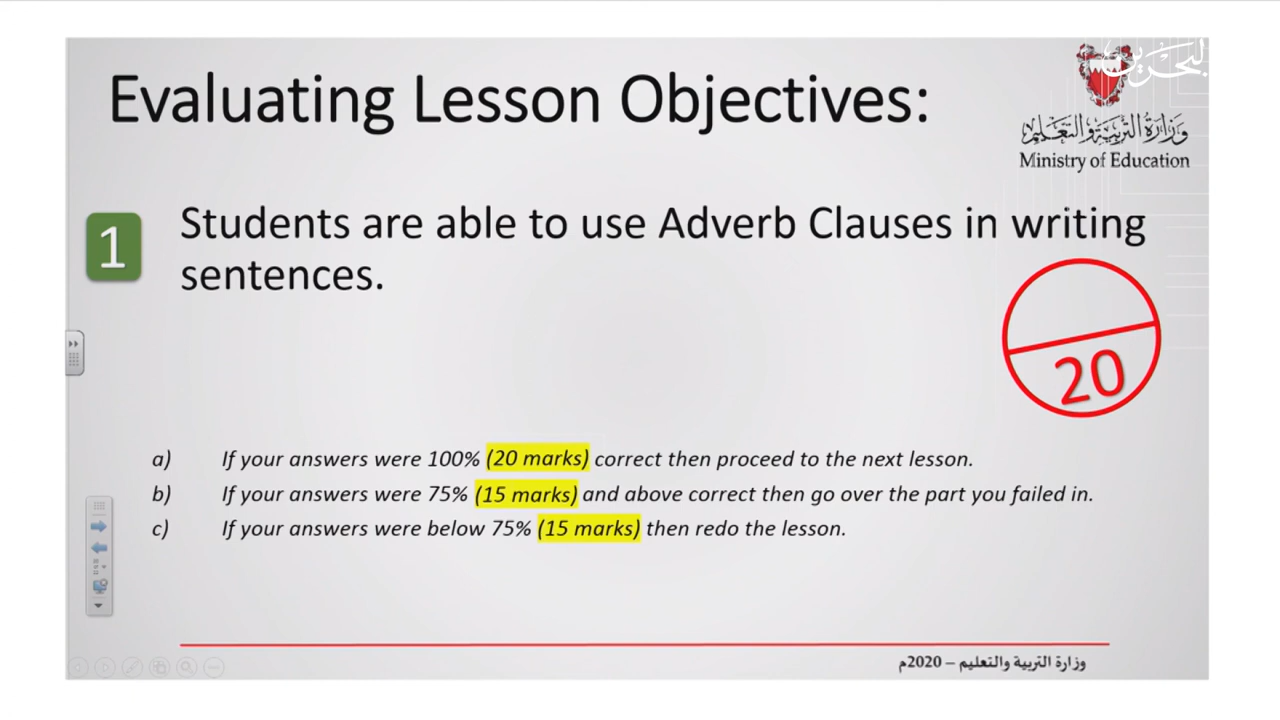 Evaluating Lesson Objectives:
البحرين
وزارة التربية والتعليم
Ministry of Education
1
Students are able to use Adverb Clauses in writing
sentences.
20
a) If your answers were 100% (20 marks) correct then proceed to the next lesson.
b) If your answers were 75% (15 marks) and above correct then go over the part you failed in.
c) If your answers were below 75% (15 marks) then redo the lesson.
وزارة التربية والتعليم – 2020م